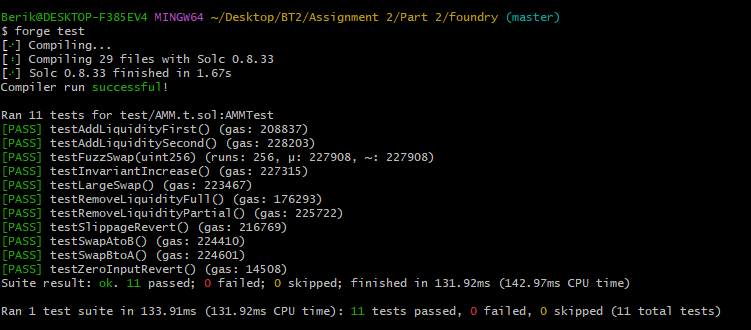 Berik@DESKTOP-F385EV4 MINGW64 ~/Desktop/BT2/Assignment 2/Part 2/foundry (master)
$ forge test
[⠊] Compiling...
[⠃] Compiling 29 files with Solc 0.8.33
[⠊] Solc 0.8.33 finished in 1.67s
Compiler run successful!

Ran 11 tests for test/AMM.t.sol:AMMTest
[PASS] testAddLiquidityFirst() (gas: 208837)
[PASS] testAddLiquiditySecond() (gas: 228203)
[PASS] testFuzzSwap(uint256) (runs: 256, μ: 227908, ~: 227908)
[PASS] testInvariantIncrease() (gas: 227315)
[PASS] testLargeSwap() (gas: 223467)
[PASS] testRemoveLiquidityFull() (gas: 176293)
[PASS] testRemoveLiquidityPartial() (gas: 225722)
[PASS] testSlippageRevert() (gas: 216769)
[PASS] testSwapAtoB() (gas: 224410)
[PASS] testSwapBtoA() (gas: 224601)
[PASS] testZeroInputRevert() (gas: 14508)
Suite result: ok. 11 passed; 0 failed; 0 skipped; finished in 131.92ms (142.97ms CPU time)

Ran 1 test suite in 133.91ms (131.92ms CPU time): 11 tests passed, 0 failed, 0 skipped (11 total tests)